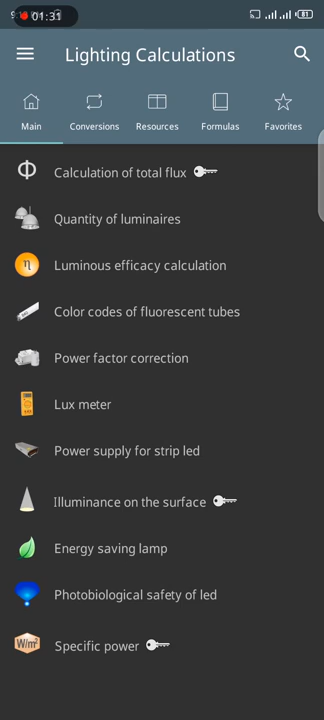 01:31
81
Lighting Calculations
Main
Conversions
Resources
Formulas
Favorites
Φ Calculation of total flux
Quantity of luminaires
η Luminous efficacy calculation
Color codes of fluorescent tubes
Power factor correction
Lux meter
Power supply for strip led
Illuminance on the surface
Energy saving lamp
Photobiological safety of led
W/m² Specific power